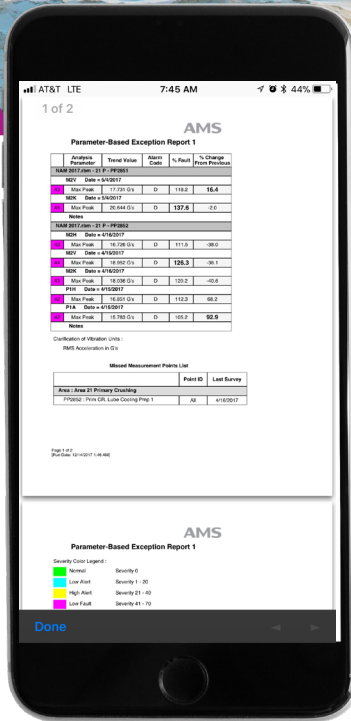 AT&T LTE 7:45 AM 44%
1 of 2
AMS
Parameter-Based Exception Report 1
Analysis Parameter Trend Value Alarm Code % Fault % Change From Previous
NAM 2017.rbm - 21 P - PP2851
M2V Date = 5/4/2017
Max Peak 17.731 G's D 118.2 16.4
M2K Date = 5/4/2017
Max Peak 20.644 G's D 137.6 -2.0
Notes
NAM 2017.rbm - 21 P - PP2852
M2H Date = 4/16/2017
Max Peak 16.726 G's D 111.5 -38.0
M2V Date = 4/16/2017
Max Peak 18.952 G's D 126.3 -36.1
M2K Date = 4/16/2017
Max Peak 18.036 G's D 120.2 -40.6
P1H Date = 4/15/2017
Max Peak 16.851 G's D 112.3 68.2
P1A Date = 4/15/2017
Max Peak 15.783 G's D 105.2 92.9
Notes
Clarification of Vibration Units :
RMS Acceleration in G's
Missed Measurement Points List
Point ID Last Survey
Area : Area 21 Primary Crushing
PP2852 : Prim CR. Lube Cooling Pmp 1 All 4/16/2017
Page 1 of 2
AMS
Parameter-Based Exception Report 1
Severity Color Legend :
Normal Severity 0
Low Alert Severity 1 - 20
High Alert Severity 21 - 40
Low Fault Severity 41 - 70
Done